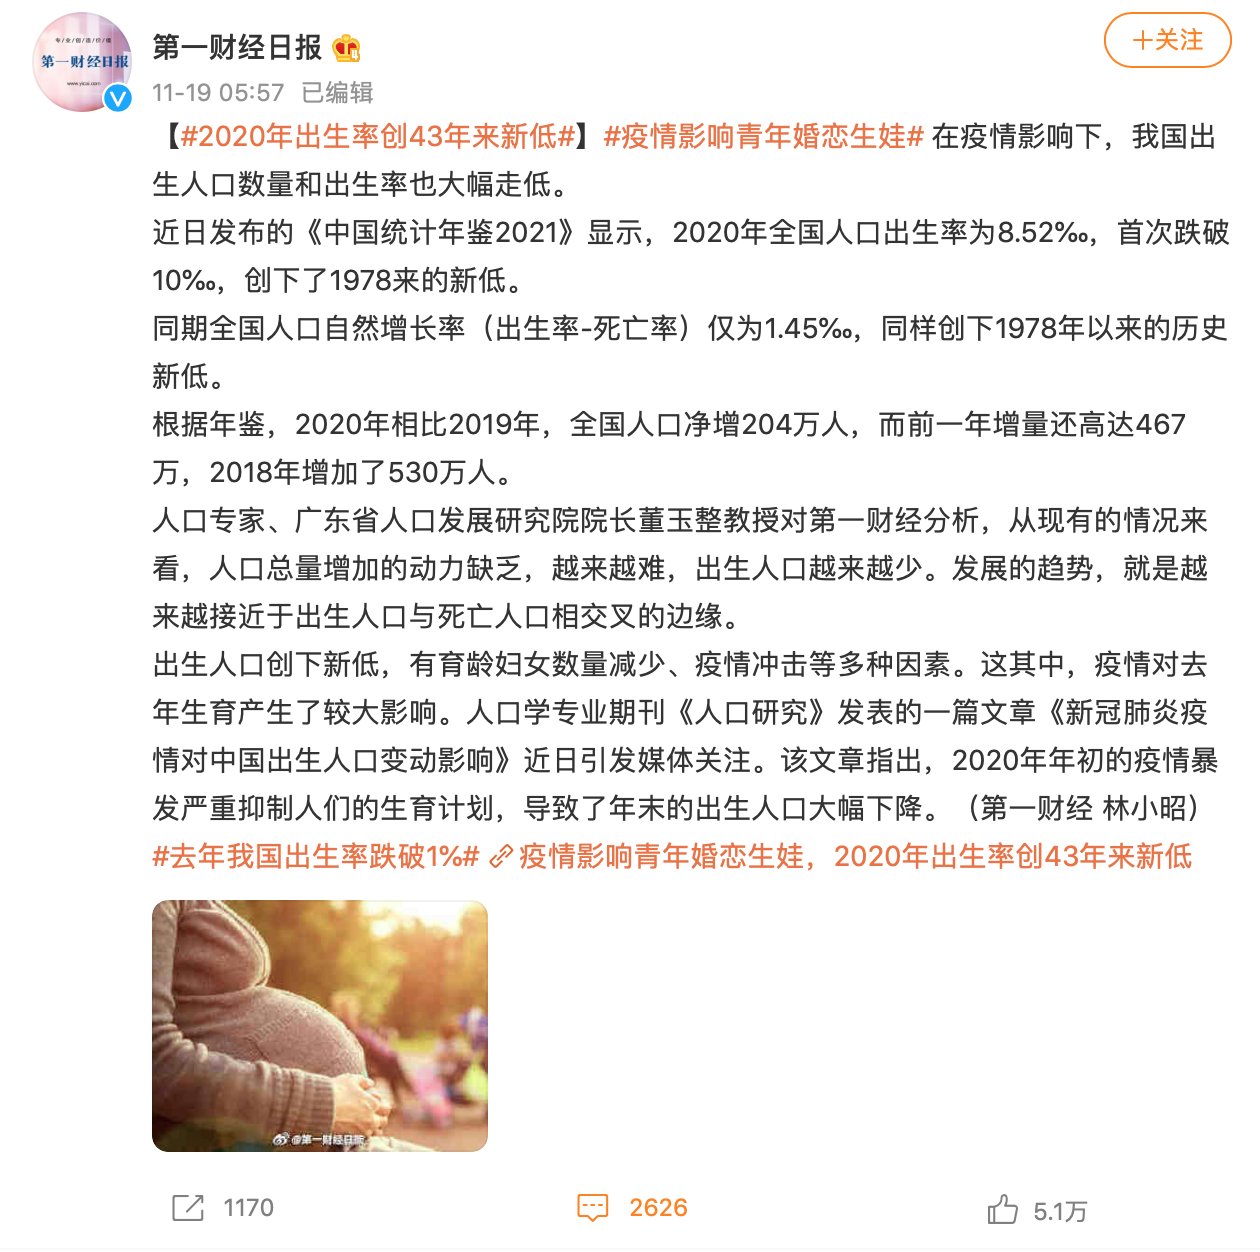 专/业/创/造/价/值
第一财经日报
www.yicai.com
第一财经日报
+关注
11-19 05:57 已编辑
【#2020年出生率创43年来新低#】#疫情影响青年婚恋生娃# 在疫情影响下，我国出
生人口数量和出生率也大幅走低。
近日发布的《中国统计年鉴2021》显示，2020年全国人口出生率为8.52‰，首次跌破
10‰，创下了1978来的新低。
同期全国人口自然增长率（出生率-死亡率）仅为1.45‰，同样创下1978年以来的历史
新低。
根据年鉴，2020年相比2019年，全国人口净增204万人，而前一年增量还高达467
万，2018年增加了530万人。
人口专家、广东省人口发展研究院院长董玉整教授对第一财经分析，从现有的情况来
看，人口总量增加的动力缺乏，越来越难，出生人口越来越少。发展的趋势，就是越
来越接近于出生人口与死亡人口相交叉的边缘。
出生人口创下新低，有育龄妇女数量减少、疫情冲击等多种因素。这其中，疫情对去
年生育产生了较大影响。人口学专业期刊《人口研究》发表的一篇文章《新冠肺炎疫
情对中国出生人口变动影响》近日引发媒体关注。该文章指出，2020年年初的疫情暴
发严重抑制人们的生育计划，导致了年末的出生人口大幅下降。（第一财经 林小昭）
#去年我国出生率跌破1%# 疫情影响青年婚恋生娃，2020年出生率创43年来新低
@第一财经日报
1170
2626
5.1万